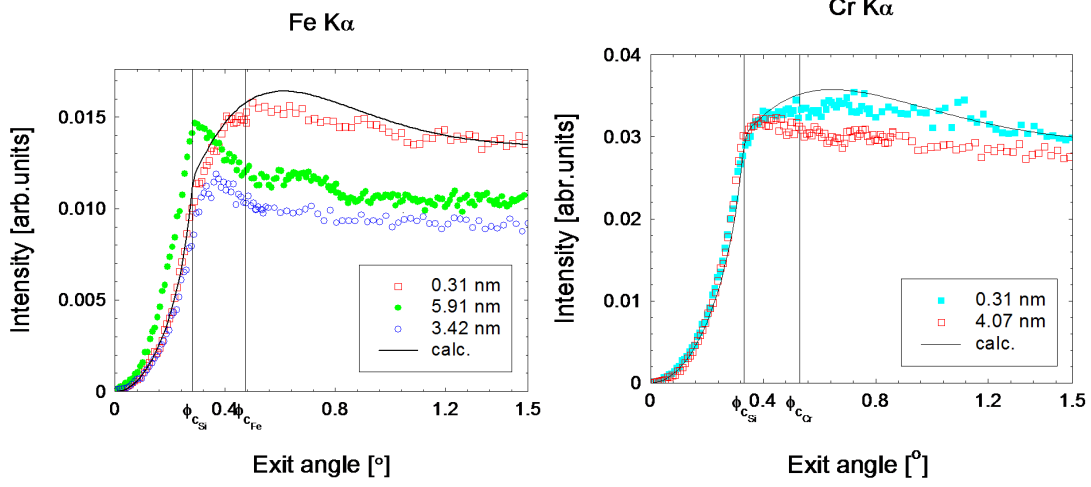 Fe Kα
Intensity [arb.units]
0.015
0.010
0.005
0
0.31 nm
5.91 nm
3.42 nm
calc.
0 0.4 0.8 1.2 1.5
ϕcSi ϕcFe
Exit angle [°]
Cr Kα
Intensity [abr.units]
0.04
0.03
0.02
0.01
0
0.31 nm
4.07 nm
calc.
0 0.4 0.8 1.2 1.5
ϕcSi ϕcCr
Exit angle [°]